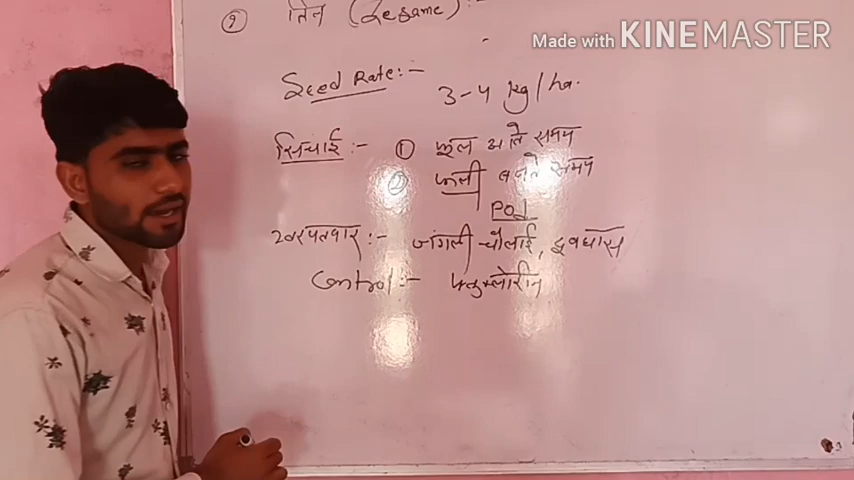 Made with KINEMASTER
① तिल (Sesame) :-
Seed Rate :- 3-4 kg/ha.
सिंचाई :- ① फूल आते समय
② फली बनते समय
Pod
खरपतवार :- जंगली चौलाई, दूबघास
Control :- फ्लुक्लोरीन